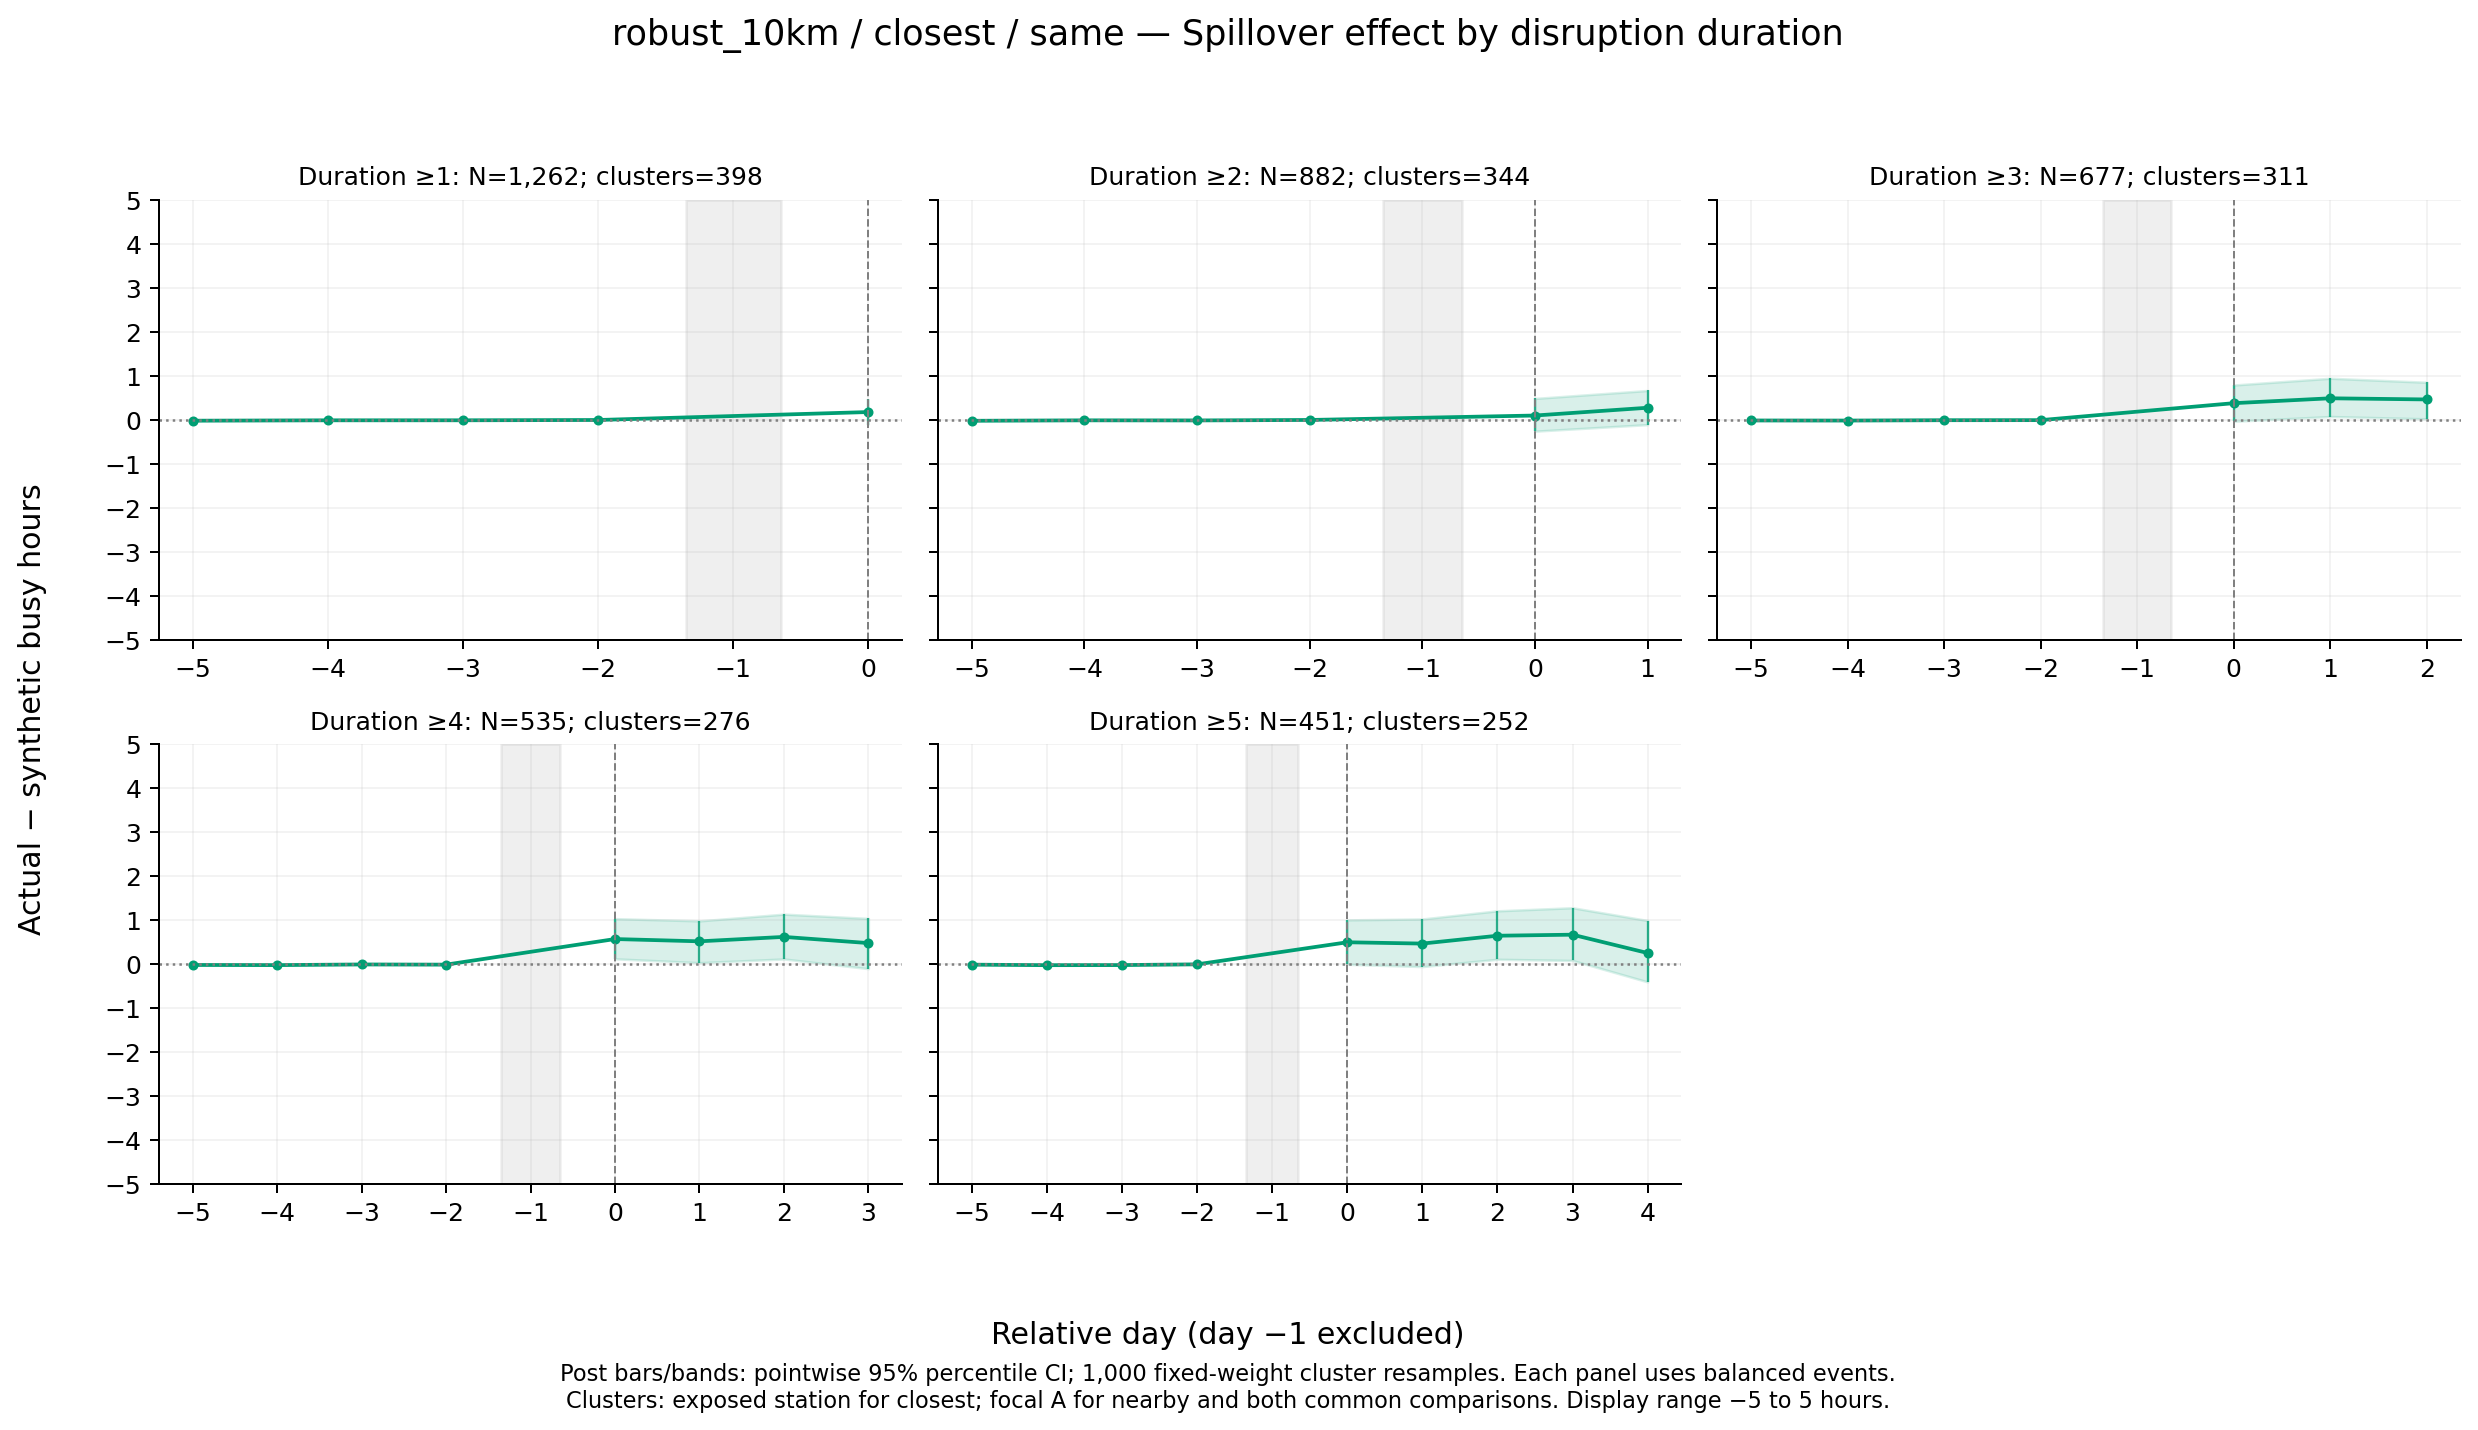 robust_10km / closest / same — Spillover effect by disruption duration
Duration ≥1: N=1,262; clusters=398
Duration ≥2: N=882; clusters=344
Duration ≥3: N=677; clusters=311
5
4
3
2
1
0
−1
−2
−3
−4
−5
−5 −4 −3 −2 −1 0
−5 −4 −3 −2 −1 0 1
−5 −4 −3 −2 −1 0 1 2
Actual − synthetic busy hours
Duration ≥4: N=535; clusters=276
Duration ≥5: N=451; clusters=252
5
4
3
2
1
0
−1
−2
−3
−4
−5
−5 −4 −3 −2 −1 0 1 2 3
−5 −4 −3 −2 −1 0 1 2 3 4
Relative day (day −1 excluded)
Post bars/bands: pointwise 95% percentile CI; 1,000 fixed-weight cluster resamples. Each panel uses balanced events.
Clusters: exposed station for closest; focal A for nearby and both common comparisons. Display range −5 to 5 hours.